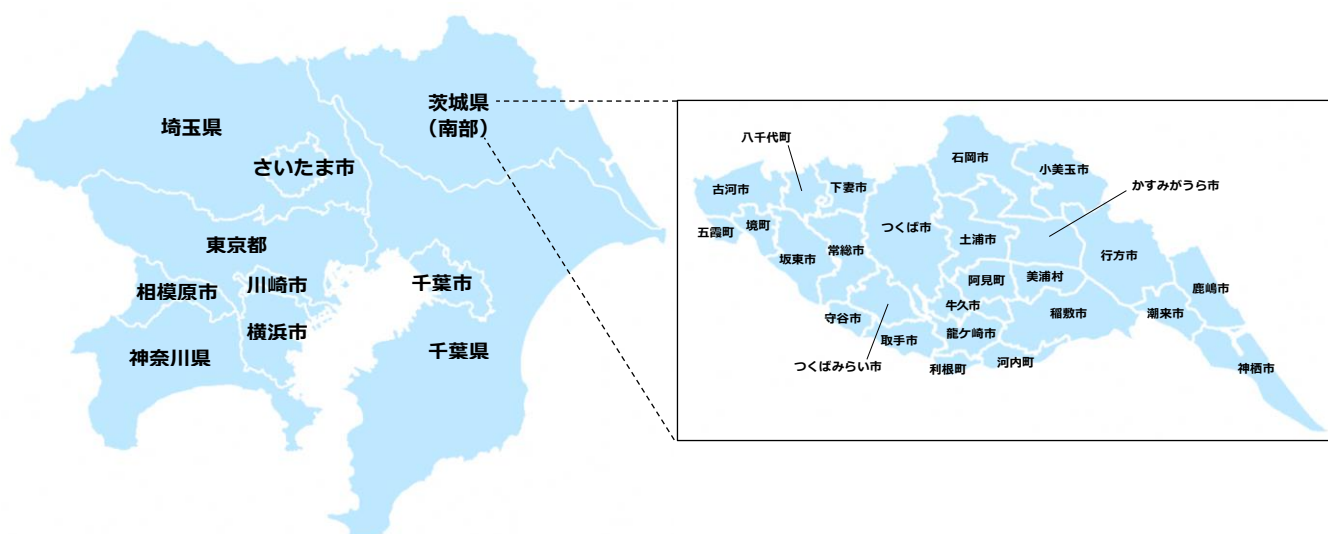 茨城県
（南部）
埼玉県
さいたま市
東京都
相模原市
川崎市
千葉市
横浜市
神奈川県
千葉県
八千代町
石岡市
小美玉市
古河市
下妻市
かすみがうら市
五霞町
境町
つくば市
坂東市
常総市
土浦市
行方市
阿見町
美浦村
鹿嶋市
守谷市
牛久市
稲敷市
潮来市
取手市
龍ケ崎市
つくばみらい市
利根町
河内町
神栖市